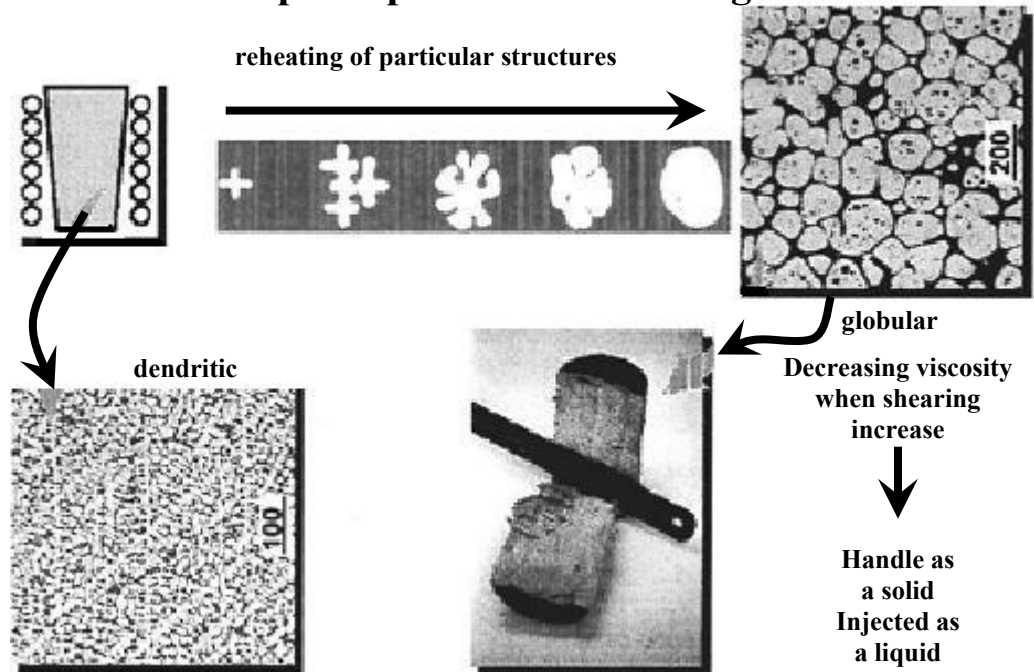 reheating of particular structures
200
globular
dendritic
Decreasing viscosity
when shearing
increase
100
Handle as
a solid
Injected as
a liquid